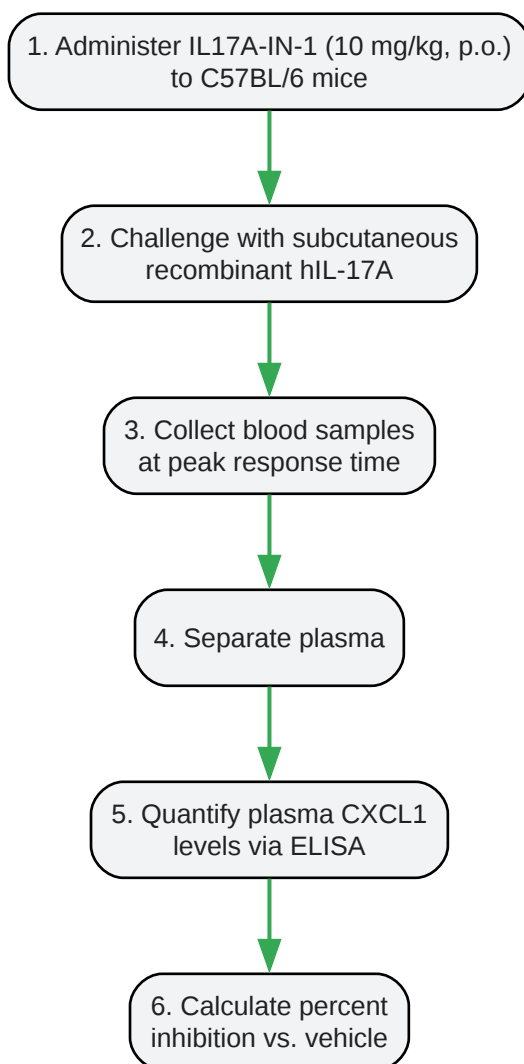 1. Administer IL17A-IN-1 (10 mg/kg, p.o.)
to C57BL/6 mice
2. Challenge with subcutaneous
recombinant hIL-17A
3. Collect blood samples
at peak response time
4. Separate plasma
5. Quantify plasma CXCL1
levels via ELISA
6. Calculate percent
inhibition vs. vehicle